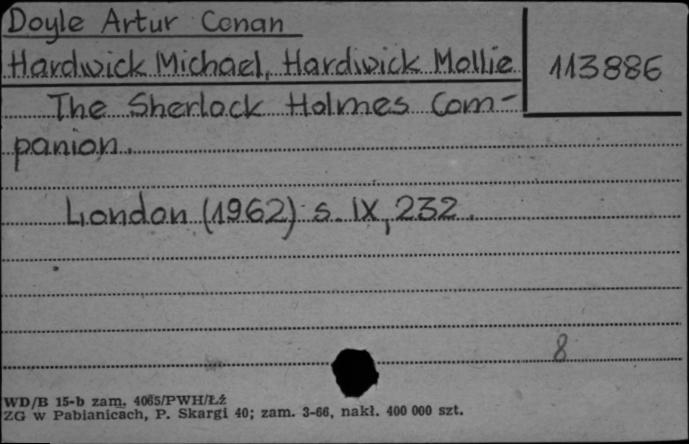 Doyle Artur Conan
Hardwick Michael, Hardwick Mollie
113886
The Sherlock Holmes Com-
panion.
London (1962) s. IX, 232.
8
WD/B 15-b zam. 4065/PWH/Łź
ZG w Pabianicach, P. Skargi 40; zam. 3-66, nakł. 400 000 szt.